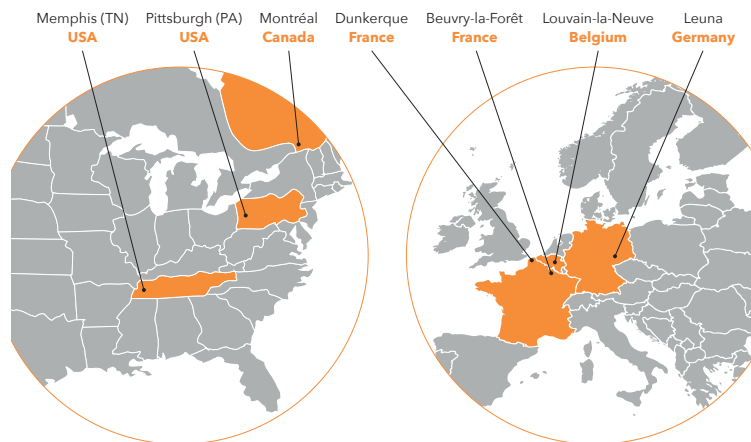 Memphis (TN)
USA
Pittsburgh (PA)
USA
Montréal
Canada
Dunkerque
France
Beuvry-la-Forêt
France
Louvain-la-Neuve
Belgium
Leuna
Germany